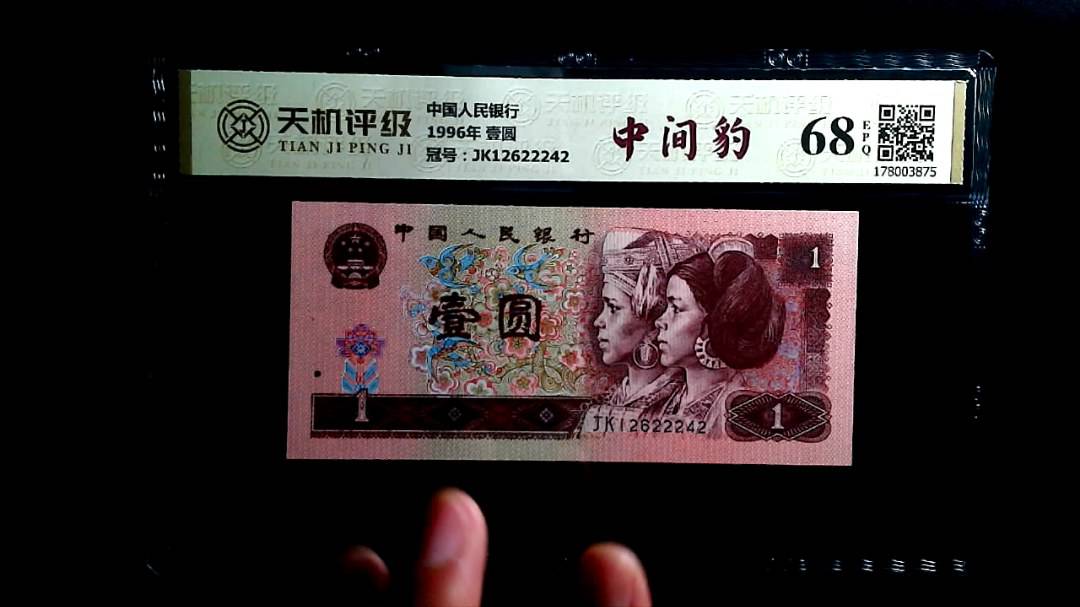 天机评级
TIAN JI PING JI
中国人民银行
1996年 壹圆
冠号：JK12622242
中间豹
68
EPQ
178003875
中國人民銀行
1
壹圆
1
JK12622242
1